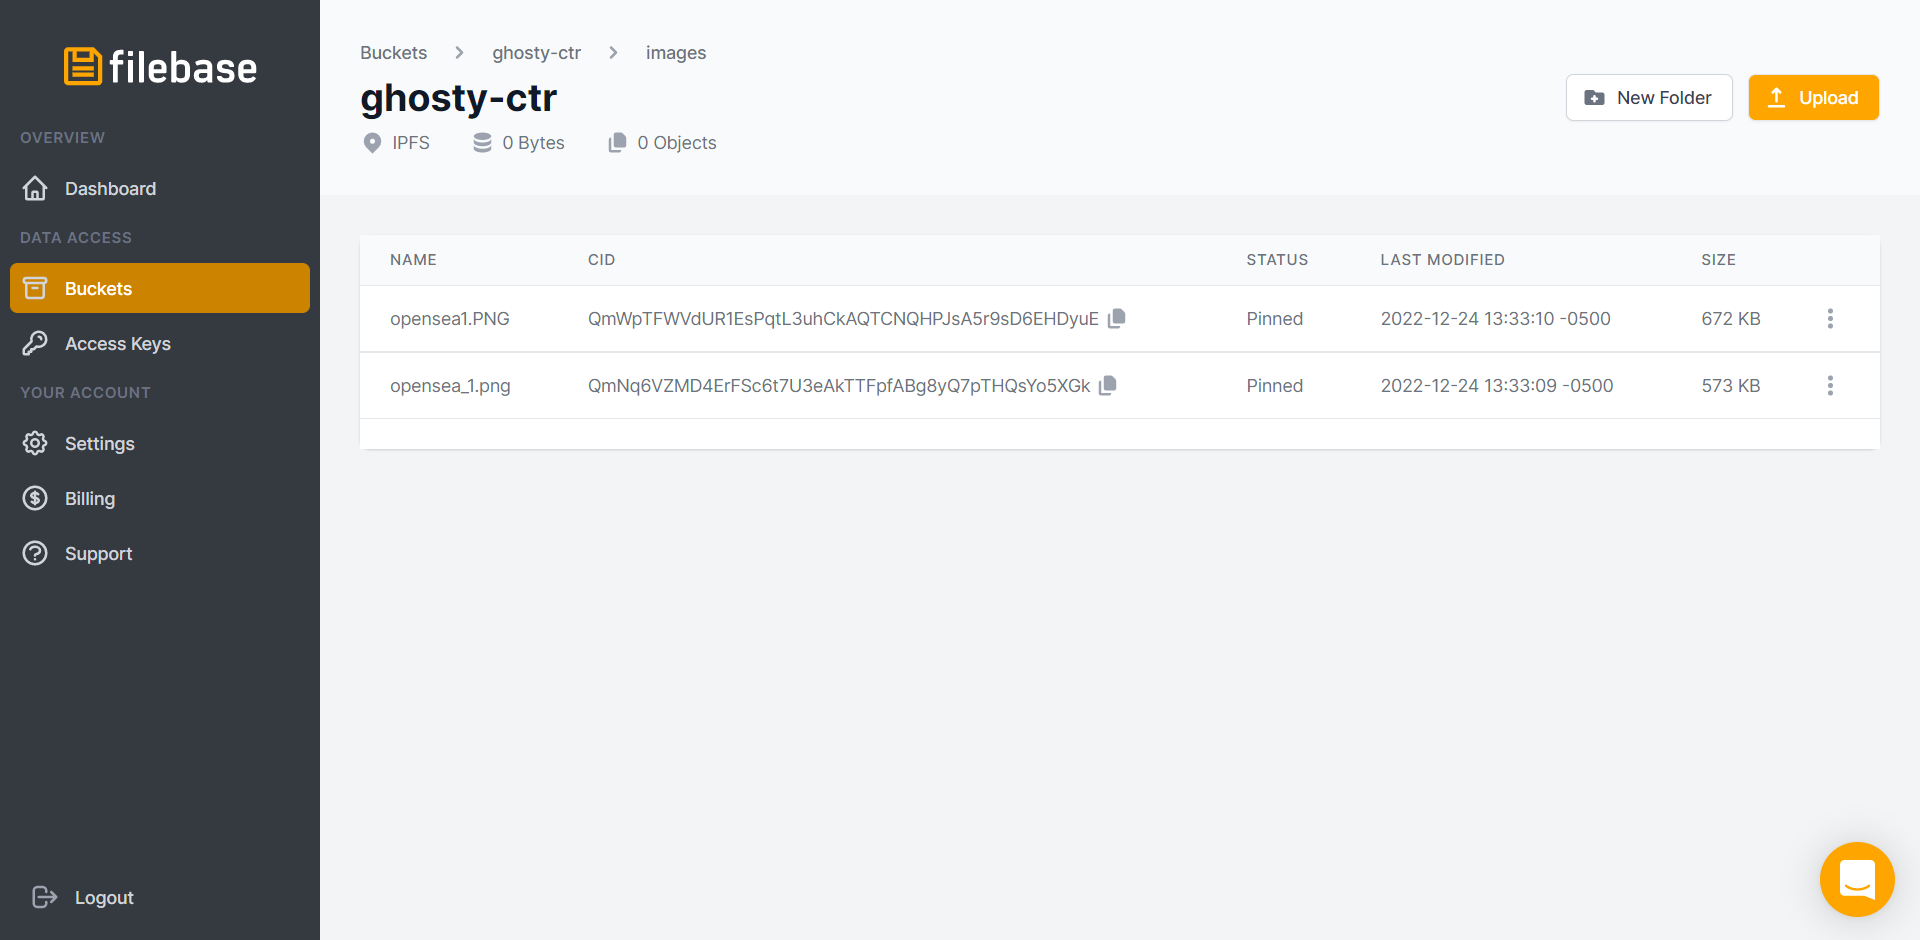 filebase
OVERVIEW
Dashboard
DATA ACCESS
Buckets
Access Keys
YOUR ACCOUNT
Settings
Billing
Support
Logout
Buckets > ghosty-ctr > images
ghosty-ctr
IPFS 0 Bytes 0 Objects
New Folder Upload
NAME CID STATUS LAST MODIFIED SIZE
opensea1.PNG QmWpTFWVdUR1EsPqtL3uhCkAQTCNQHPJsA5r9sD6EHDyuE Pinned 2022-12-24 13:33:10 -0500 672 KB
opensea_1.png QmNq6VZMD4ErFSc6t7U3eAkTTFpfABg8yQ7pTHQsYo5XGk Pinned 2022-12-24 13:33:09 -0500 573 KB